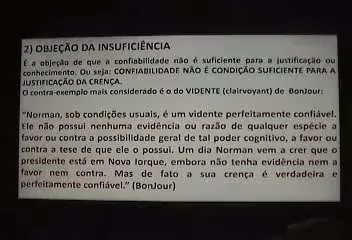 2) OBJEÇÃO DA INSUFICIÊNCIA
É a objeção de que a confiabilidade não é suficiente para a justificação ou
conhecimento. Ou seja: CONFIABILIDADE NÃO É CONDIÇÃO SUFICIENTE PARA A
JUSTIFICAÇÃO DA CRENÇA.
O contra-exemplo mais considerado é o do VIDENTE (clairvoyant) de BonJour:
“Norman, sob condições usuais, é um vidente perfeitamente confiável.
Ele não possui nenhuma evidência ou razão de qualquer espécie a
favor ou contra a possibilidade geral de tal poder cognitivo, a favor ou
contra a tese de que ele o possui. Um dia Norman vem a crer que o
presidente está em Nova Iorque, embora não tenha evidência nem a
favor nem contra. Mas de fato a sua crença é verdadeira e
perfeitamente confiável.” (BonJour)